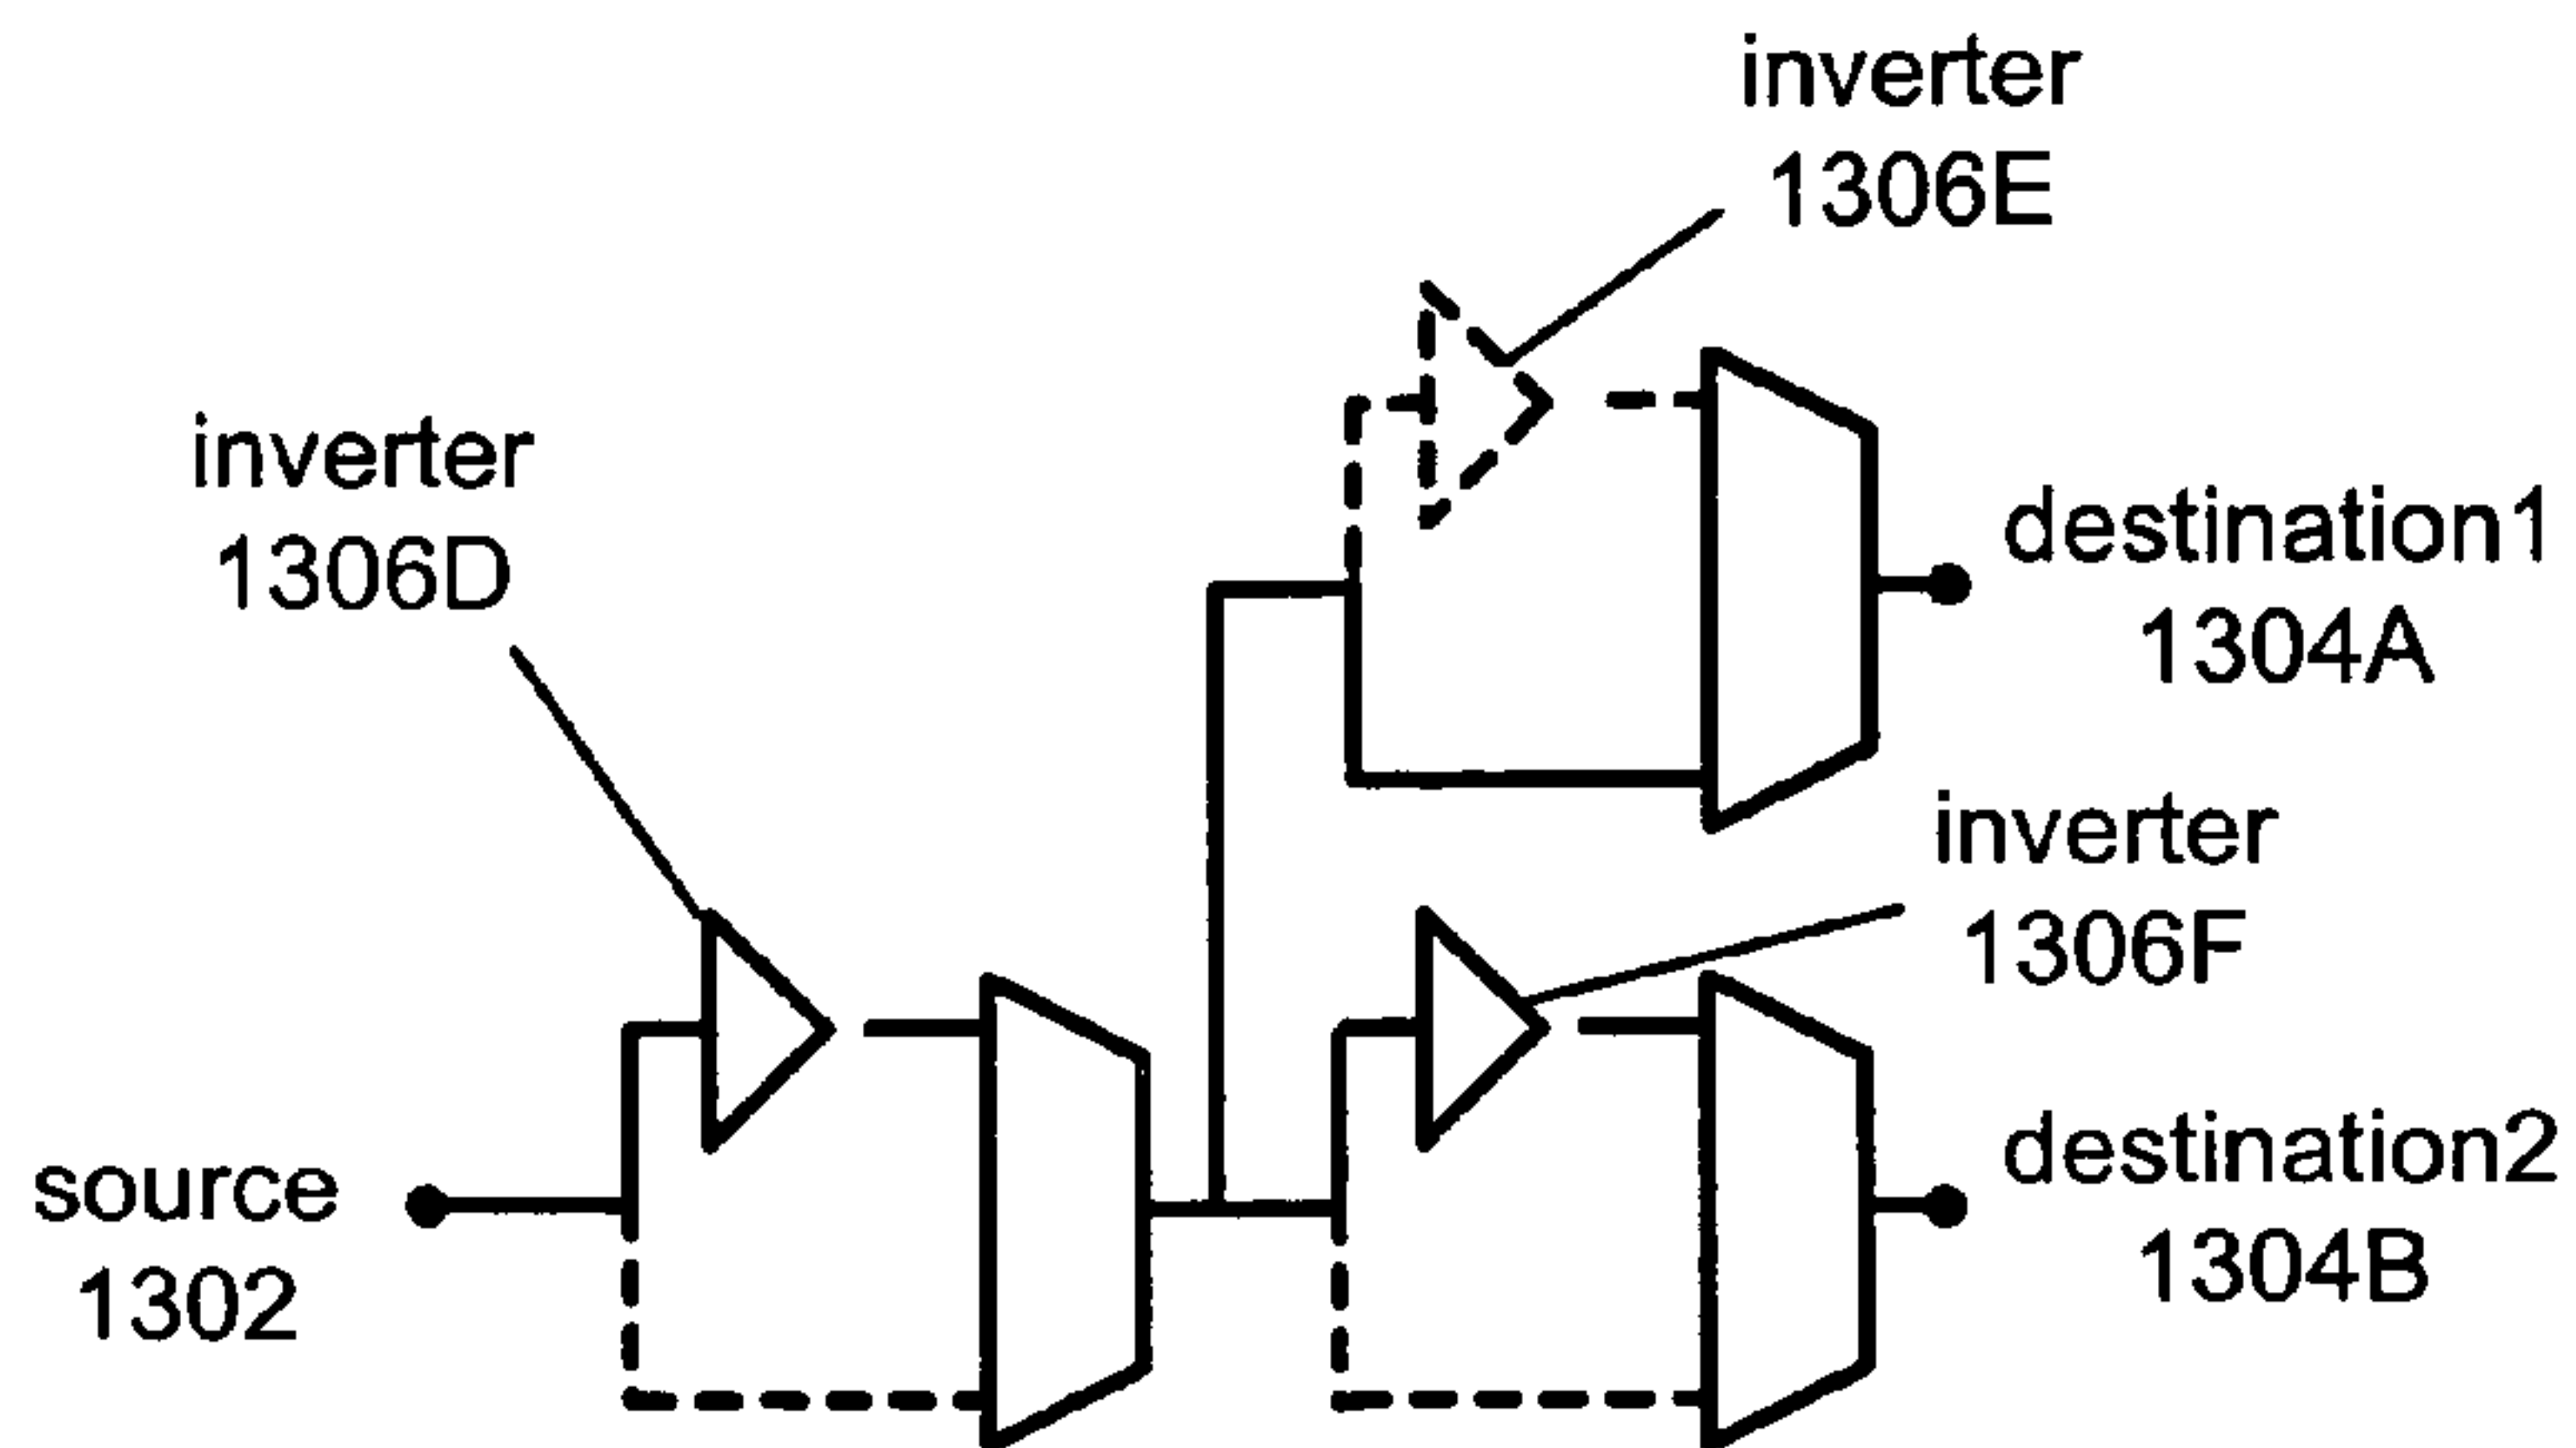 inverter
1306E
inverter
1306D
destination1
1304A
inverter
1306F
source
1302
destination2
1304B